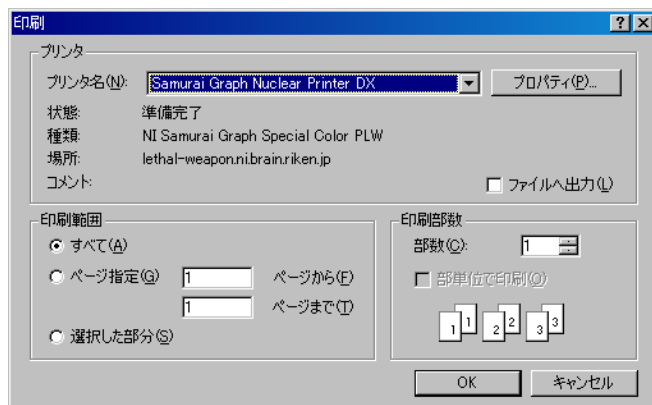 印刷
プリンタ
プリンタ名(N): Samurai Graph Nuclear Printer DX プロパティ(P)...
状態: 準備完了
種類: NI Samurai Graph Special Color PLW
場所: lethal-weapon.ni.brain.riken.jp
コメント: ファイルへ出力(L)
印刷範囲 印刷部数
すべて(A) 部数(C): 1
ページ指定(G) 1 ページから(F) 部単位で印刷(O)
1 ページまで(T)
1 1 2 2 3 3
選択した部分(S)
OK キャンセル